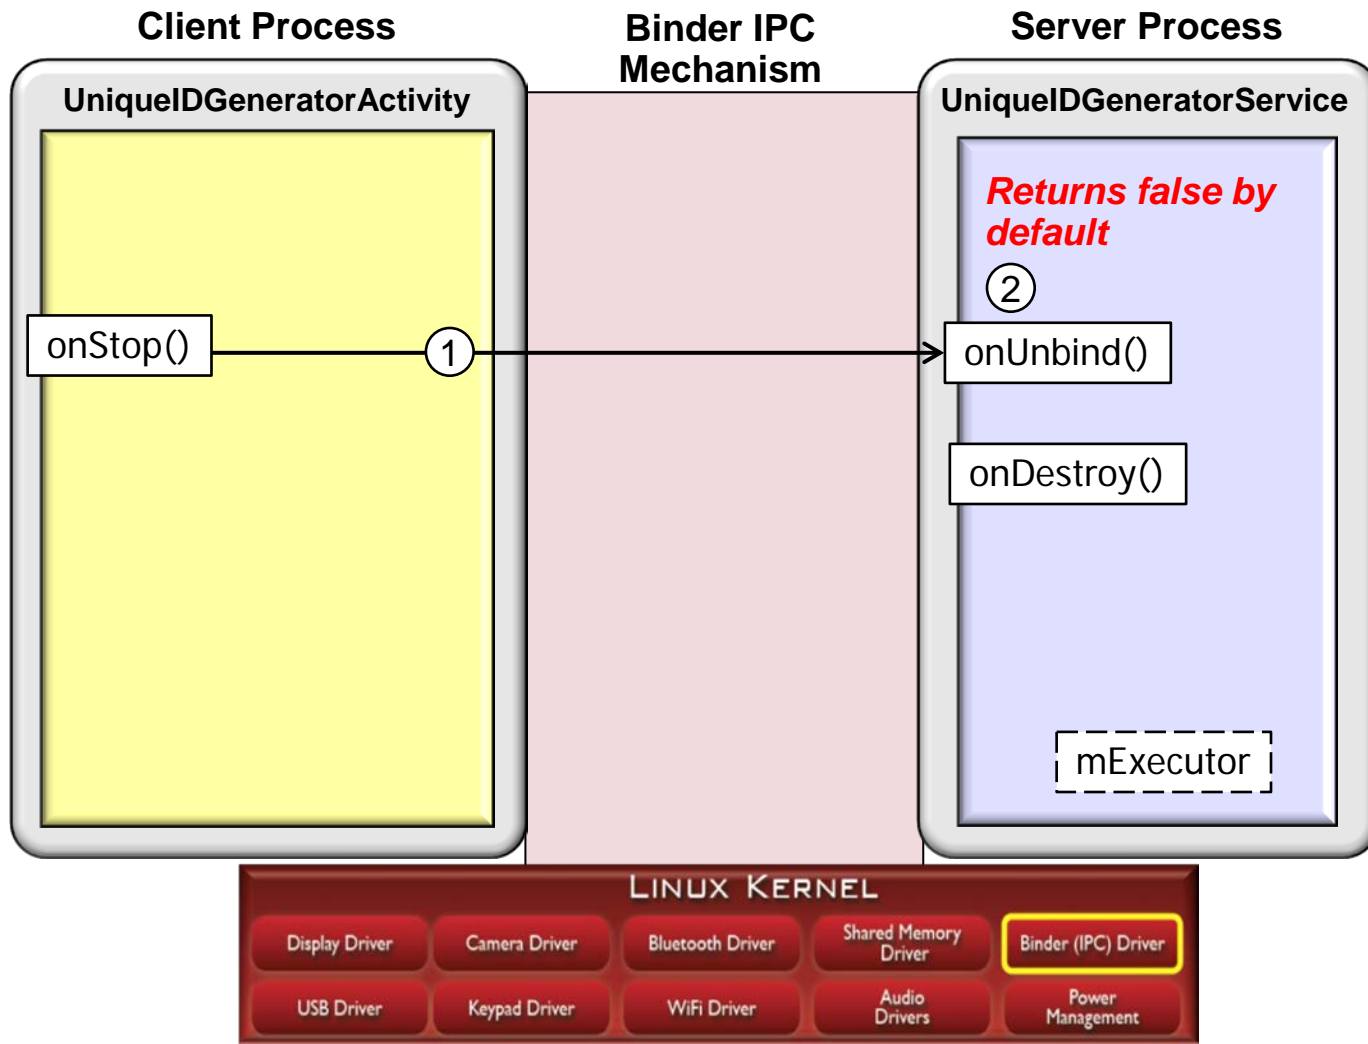 Client Process
Binder IPC
Mechanism
Server Process
UniqueIDGeneratorActivity
UniqueIDGeneratorService
Returns false by
default
2
onStop()
1
onUnbind()
onDestroy()
mExecutor
LINUX KERNEL
Display Driver
Camera Driver
Bluetooth Driver
Shared Memory
Driver
Binder (IPC) Driver
USB Driver
Keypad Driver
WiFi Driver
Audio
Drivers
Power
Management